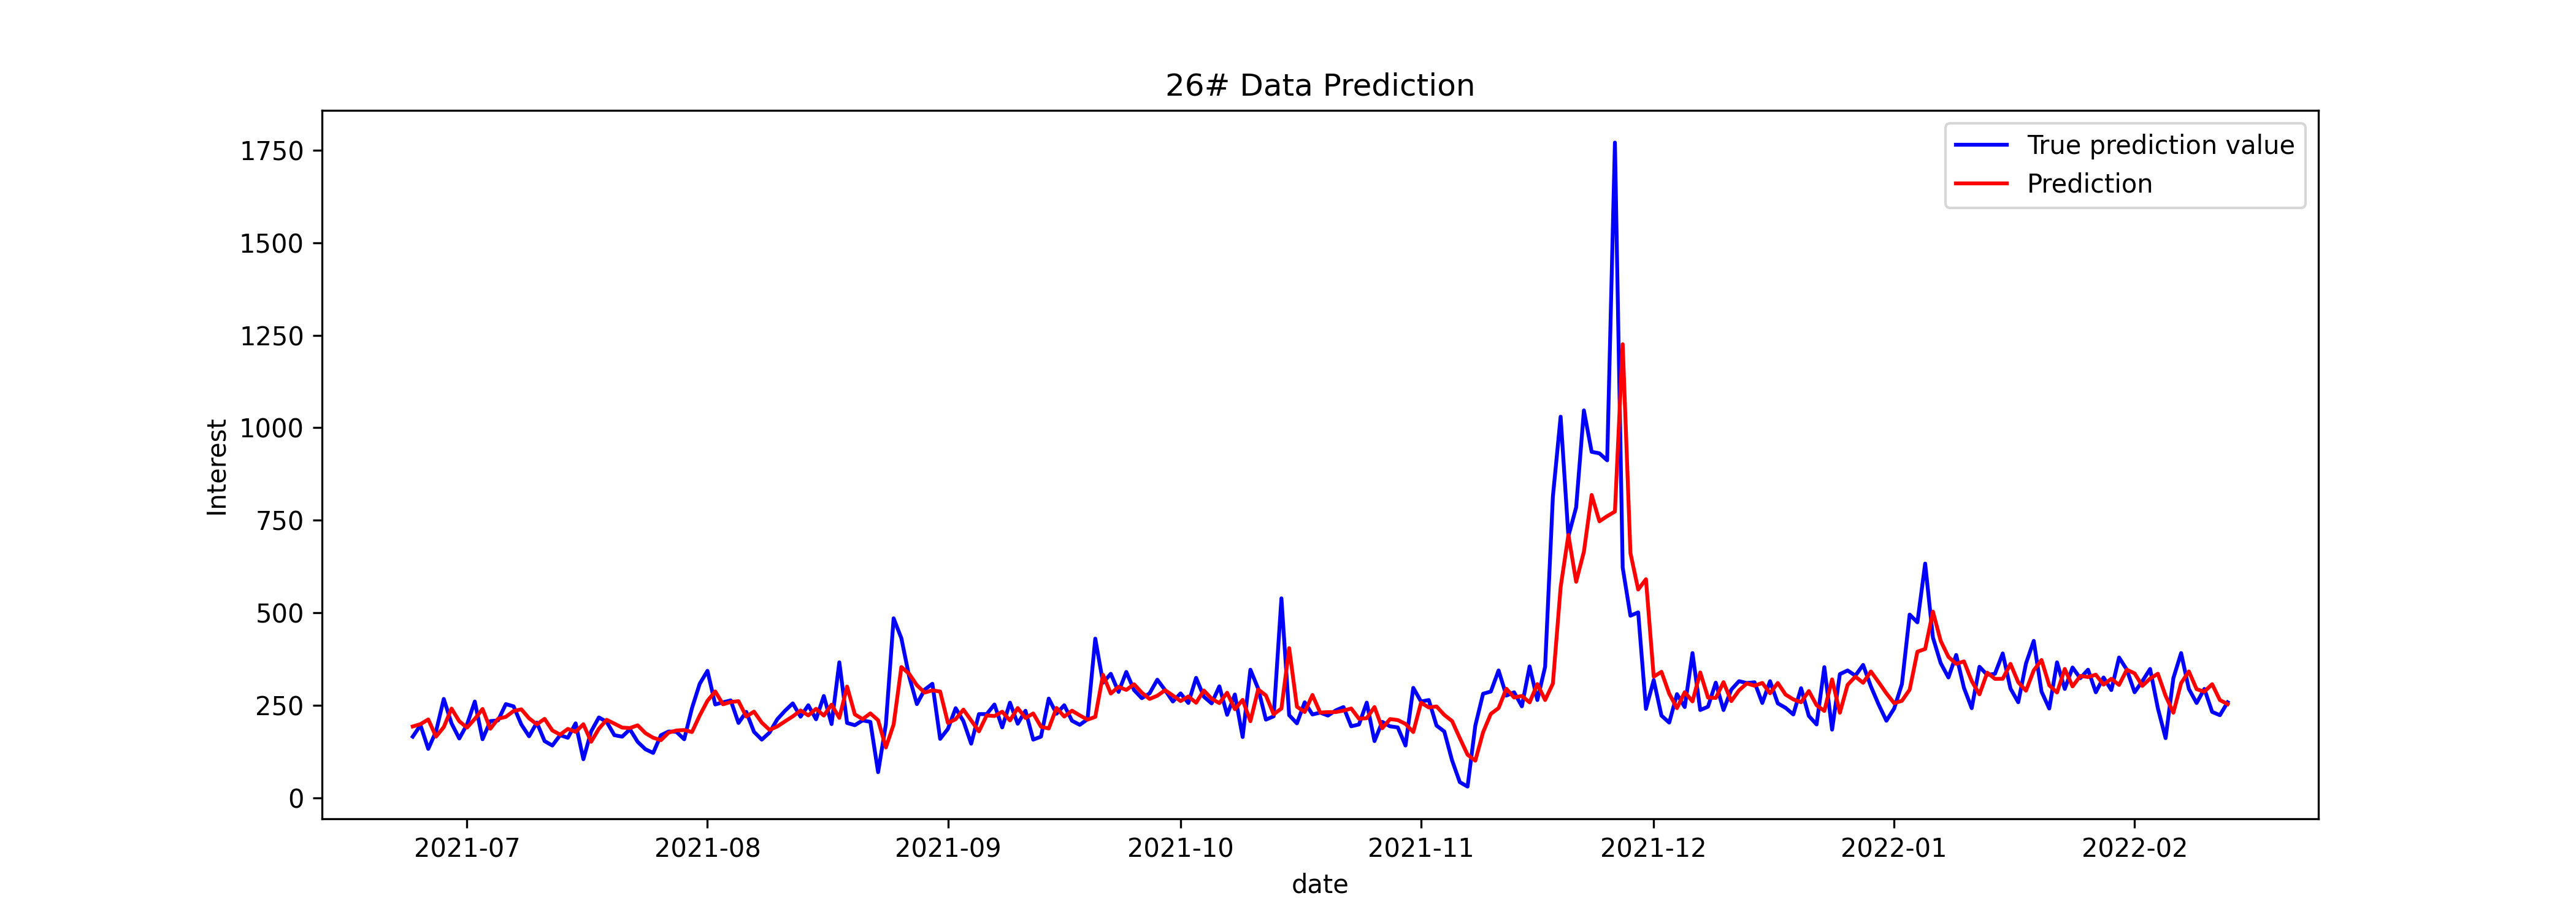 26# Data Prediction
True prediction value
Prediction
1750
1500
1250
1000
750
500
250
0
Interest
2021-07 2021-08 2021-09 2021-10 2021-11 2021-12 2022-01 2022-02
date